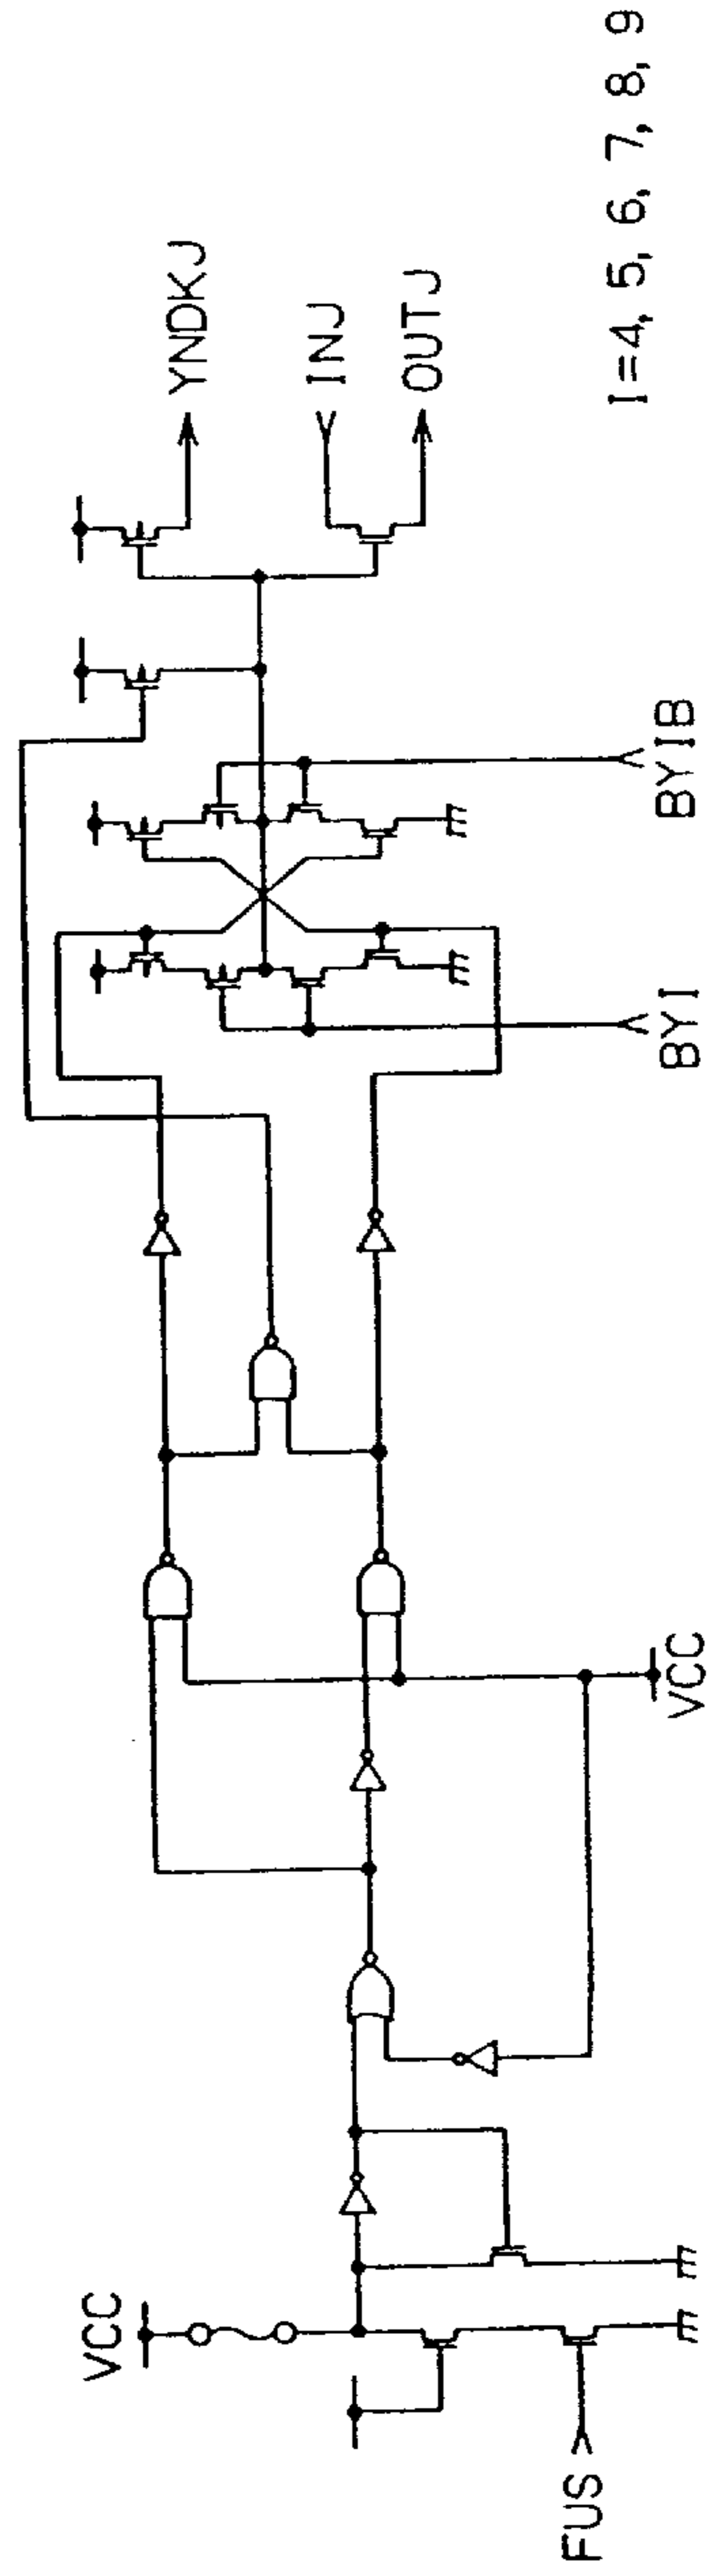 YNDKJ
INJ
OUTJ
I=4, 5, 6, 7, 8, 9
BYIB
BYI
VCC
VCC
FUS